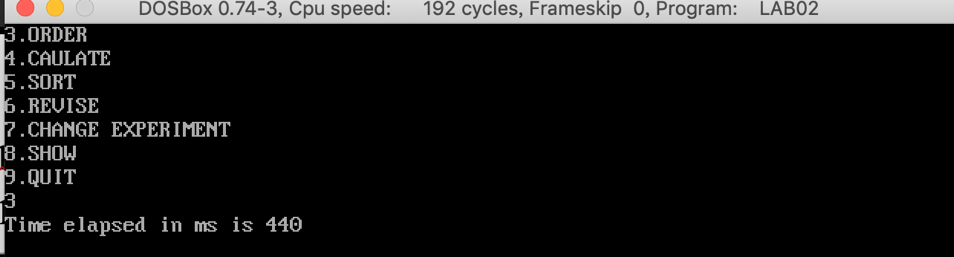 DOSBox 0.74-3, Cpu speed: 192 cycles, Frameskip 0, Program: LAB02
3.ORDER
4.CAULATE
5.SORT
6.REVISE
7.CHANGE EXPERIMENT
8.SHOW
9.QUIT
3
Time elapsed in ms is 440